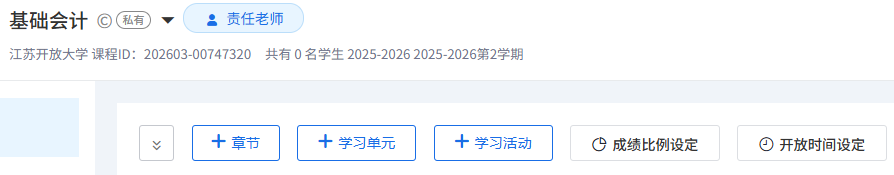 基础会计 © 私有 责任老师
江苏开放大学 课程ID：202603-00747320 共有 0 名学生 2025-2026 2025-2026第2学期
章节 学习单元 学习活动 成绩比例设定 开放时间设定